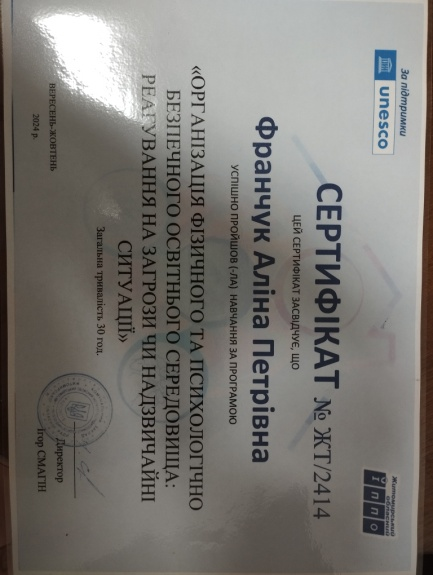 За підтримки
unesco
Житомирський
обласний
ІППО
СЕРТИФІКАТ № ЖТ/2414
ЦЕЙ СЕРТИФІКАТ ЗАСВІДЧУЄ, ЩО
Франчук Аліна Петрівна
УСПІШНО ПРОЙШОВ (-ЛА) НАВЧАННЯ ЗА ПРОГРАМОЮ
«ОРГАНІЗАЦІЯ ФІЗИЧНОГО ТА ПСИХОЛОГІЧНО
БЕЗПЕЧНОГО ОСВІТНЬОГО СЕРЕДОВИЩА:
РЕАГУВАННЯ НА ЗАГРОЗИ ЧИ НАДЗВИЧАЙНІ
СИТУАЦІЇ»
Загальна тривалість 30 год.
ВЕРЕСЕНЬ-ЖОВТЕНЬ
2024 р.
Директор
Ігор СМАГІН